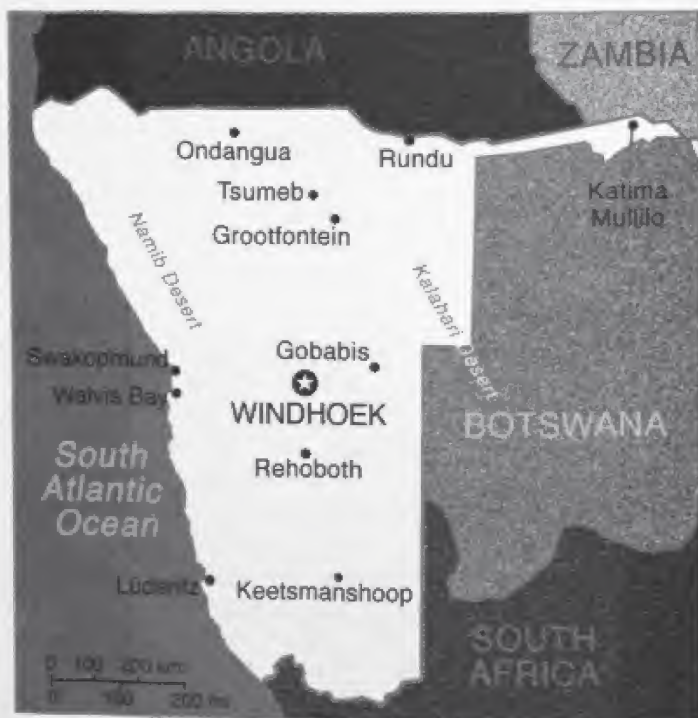 ANGOLA
ZAMBIA
Ondangua
Rundu
Tsumeb
Katima
Mulilo
Grootfontein
Namib Desert
Kalahari Desert
Swakopmund
Gobabis
Walvis Bay
WINDHOEK
BOTSWANA
South
Atlantic
Ocean
Rehoboth
Lüderitz
Keetsmanshoop
SOUTH
AFRICA
0 100 200 km
0 100 200 mi